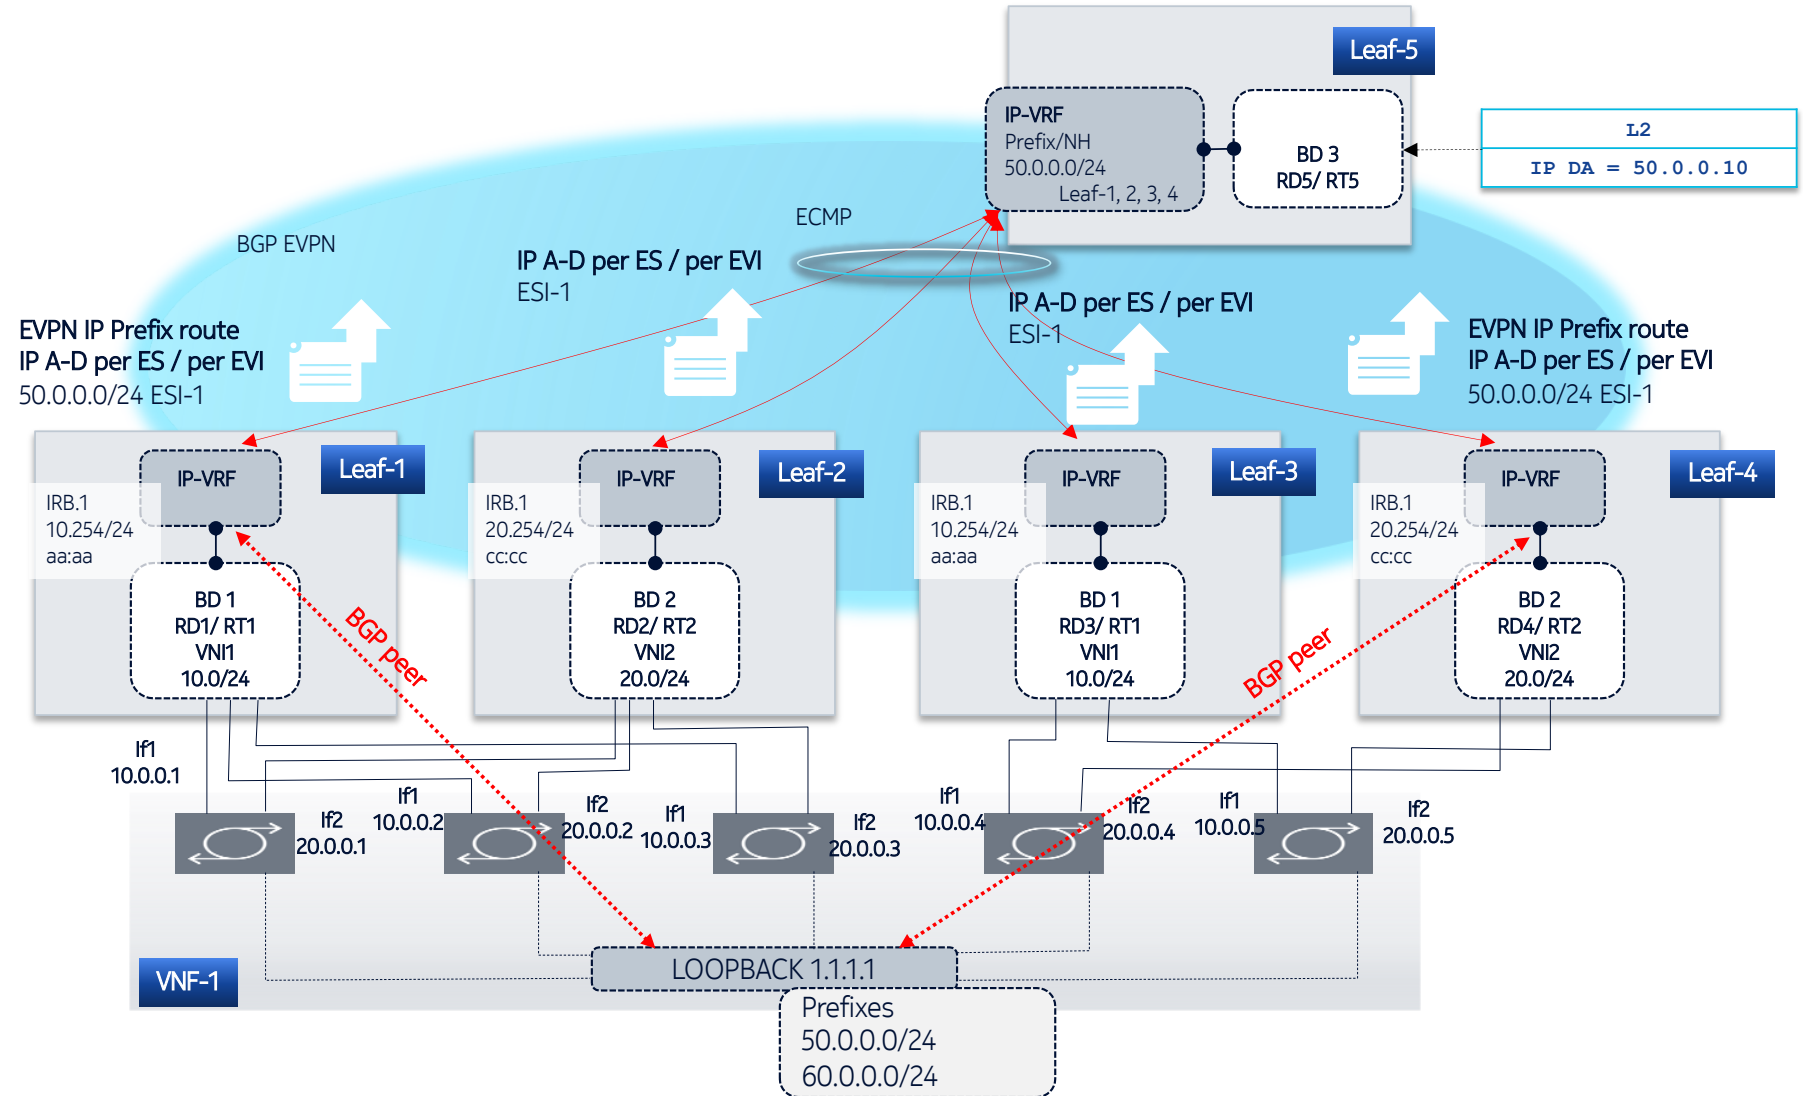 Leaf-5
IP-VRF
Prefix/NH
50.0.0.0/24
Leaf-1, 2, 3, 4
BD 3
RD5/ RT5
L2
IP DA = 50.0.0.10
ECMP
BGP EVPN
IP A-D per ES / per EVI
ESI-1
IP A-D per ES / per EVI
ESI-1
EVPN IP Prefix route
IP A-D per ES / per EVI
50.0.0.0/24 ESI-1
EVPN IP Prefix route
IP A-D per ES / per EVI
50.0.0.0/24 ESI-1
Leaf-1
IP-VRF
IRB.1
10.254/24
aa:aa
BD 1
RD1/ RT1
VNI1
10.0/24
Leaf-2
IP-VRF
IRB.1
20.254/24
cc:cc
BD 2
RD2/ RT2
VNI2
20.0/24
Leaf-3
IP-VRF
IRB.1
10.254/24
aa:aa
BD 1
RD3/ RT1
VNI1
10.0/24
Leaf-4
IP-VRF
IRB.1
20.254/24
cc:cc
BD 2
RD4/ RT2
VNI2
20.0/24
BGP peer
BGP peer
If1
10.0.0.1
If2
20.0.0.1
If1
10.0.0.2
If2
20.0.0.2
If1
10.0.0.3
If2
20.0.0.3
If1
10.0.0.4
If2
20.0.0.4
If1
10.0.0.5
If2
20.0.0.5
VNF-1
LOOPBACK 1.1.1.1
Prefixes
50.0.0.0/24
60.0.0.0/24